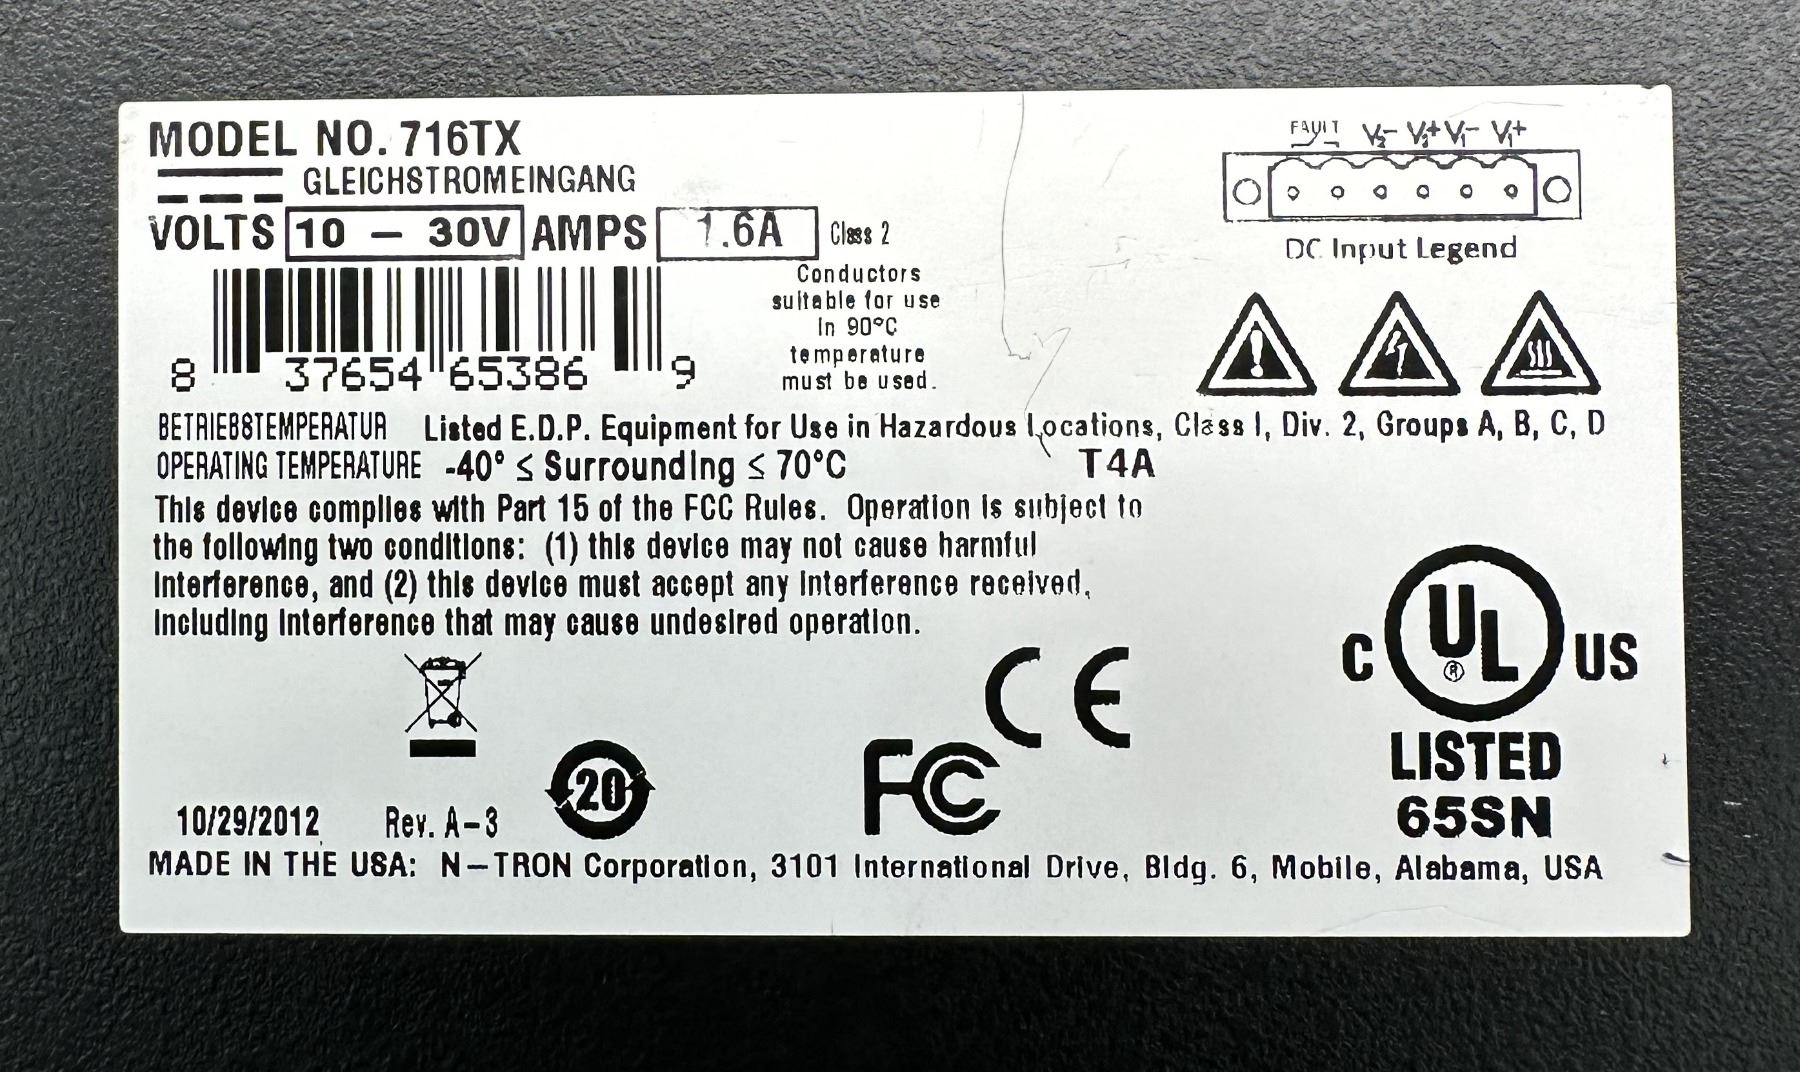 MODEL NO. 716TX
GLEICHSTROMEINGANG
VOLTS 10 – 30V AMPS 1.6A Class 2
Conductors
suitable for use
in 90°C
temperature
must be used.
8 37654 65386 9
FAULT V2- V2+ V1- V1+
DC Input Legend
BETRIEBSTEMPERATUR Listed E.D.P. Equipment for Use in Hazardous Locations, Class I, Div. 2, Groups A, B, C, D
OPERATING TEMPERATURE -40° ≤ Surrounding ≤ 70°C T4A
This device complies with Part 15 of the FCC Rules. Operation is subject to
the following two conditions: (1) this device may not cause harmful
interference, and (2) this device must accept any interference received,
including interference that may cause undesired operation.
C UL ® US
LISTED
65SN
CE
FC
20
10/29/2012 Rev. A-3
MADE IN THE USA: N-TRON Corporation, 3101 International Drive, Bldg. 6, Mobile, Alabama, USA